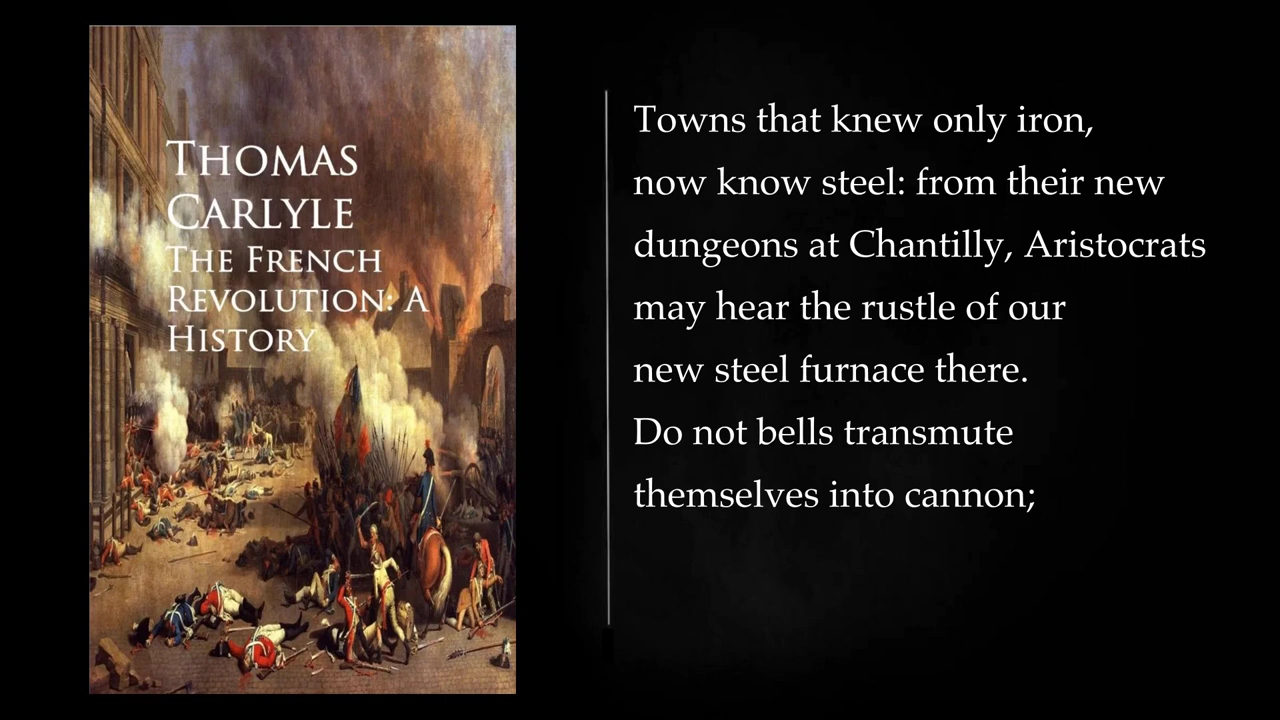 THOMAS
CARLYLE
THE FRENCH
REVOLUTION: A
HISTORY
Towns that knew only iron,
now know steel: from their new
dungeons at Chantilly, Aristocrats
may hear the rustle of our
new steel furnace there.
Do not bells transmute
themselves into cannon;